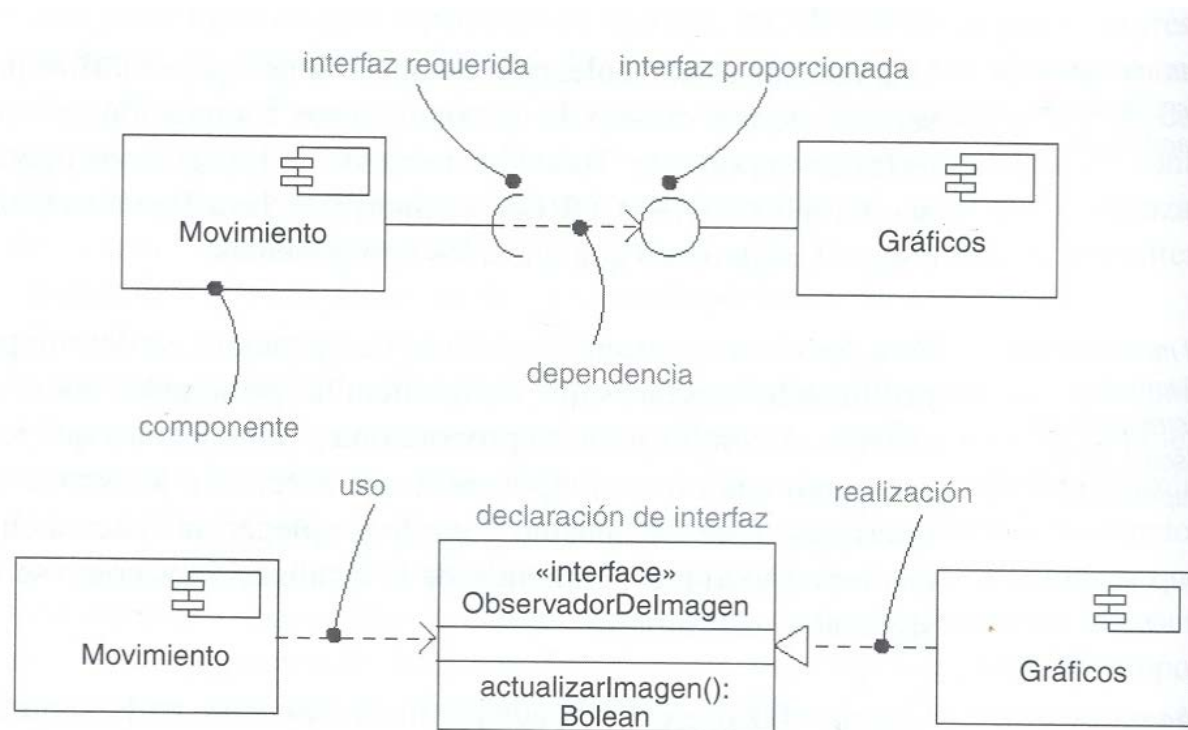 interfaz requerida
interfaz proporcionada
Movimiento
Gráficos
dependencia
componente
uso
realización
declaración de interfaz
«interface»
ObservadorDeImagen
Movimiento
Gráficos
actualizarImagen():
Bolean